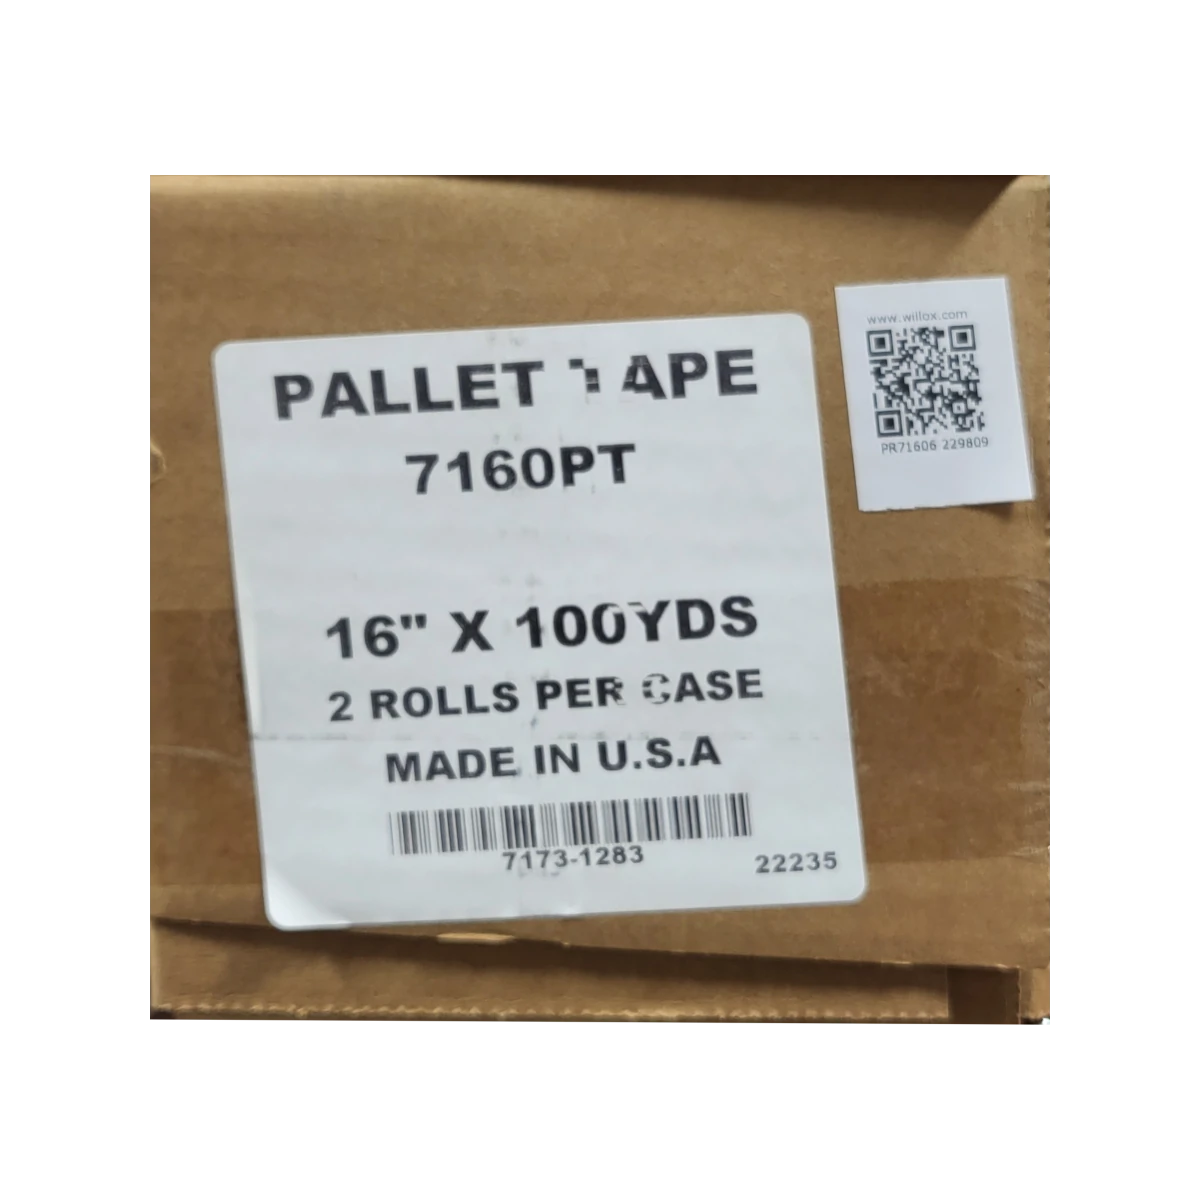 PALLET TAPE
7160PT
16" X 100YDS
2 ROLLS PER CASE
MADE IN U.S.A
7173-1283
22235
www.willox.com
PR71606 229809